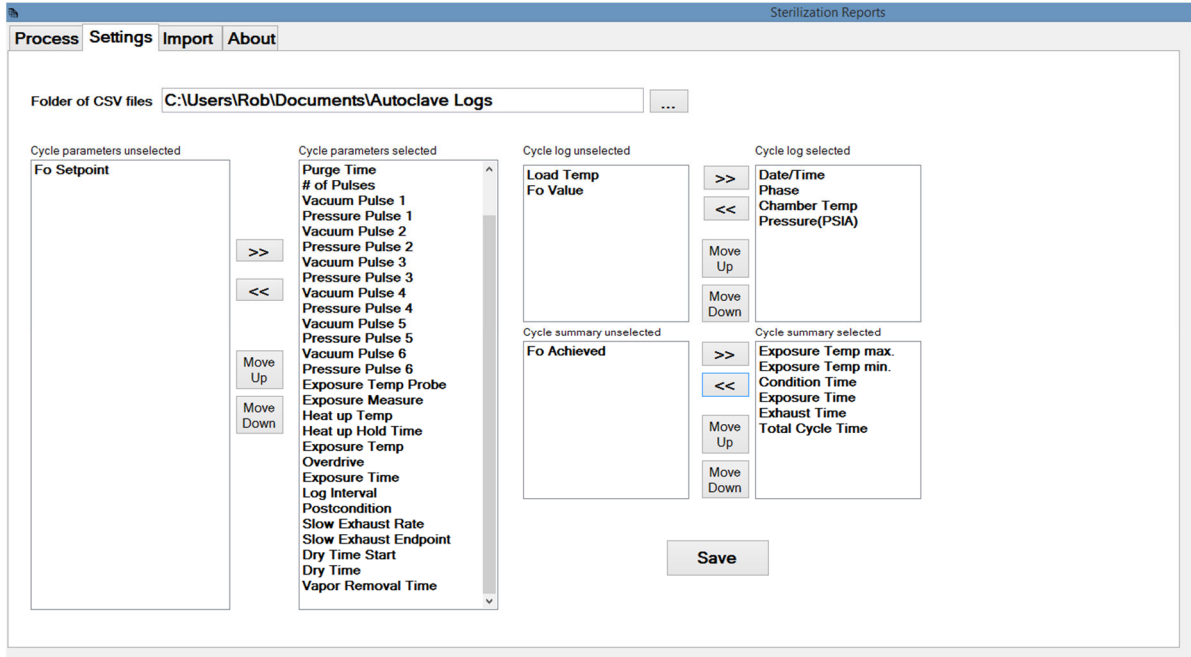 Sterilization Reports
Process Settings Import About
Folder of CSV files C:\Users\Rob\Documents\Autoclave Logs ...
Cycle parameters unselected
Fo Setpoint
>>
<<
Move
Up
Move
Down
Cycle parameters selected
Purge Time
# of Pulses
Vacuum Pulse 1
Pressure Pulse 1
Vacuum Pulse 2
Pressure Pulse 2
Vacuum Pulse 3
Pressure Pulse 3
Vacuum Pulse 4
Pressure Pulse 4
Vacuum Pulse 5
Pressure Pulse 5
Vacuum Pulse 6
Pressure Pulse 6
Exposure Temp Probe
Exposure Measure
Heat up Temp
Heat up Hold Time
Exposure Temp
Overdrive
Exposure Time
Log Interval
Postcondition
Slow Exhaust Rate
Slow Exhaust Endpoint
Dry Time Start
Dry Time
Vapor Removal Time
Cycle log unselected
Load Temp
Fo Value
>>
<<
Move
Up
Move
Down
Cycle log selected
Date/Time
Phase
Chamber Temp
Pressure(PSIA)
Cycle summary unselected
Fo Achieved
>>
<<
Move
Up
Move
Down
Cycle summary selected
Exposure Temp max.
Exposure Temp min.
Condition Time
Exposure Time
Exhaust Time
Total Cycle Time
Save